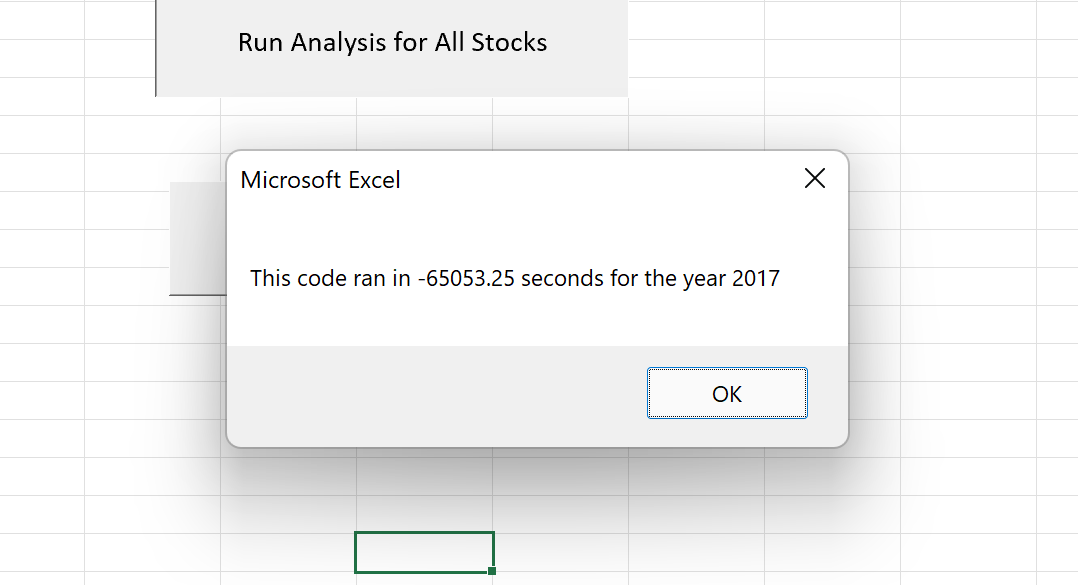 Run Analysis for All Stocks
Microsoft Excel
This code ran in -65053.25 seconds for the year 2017
OK